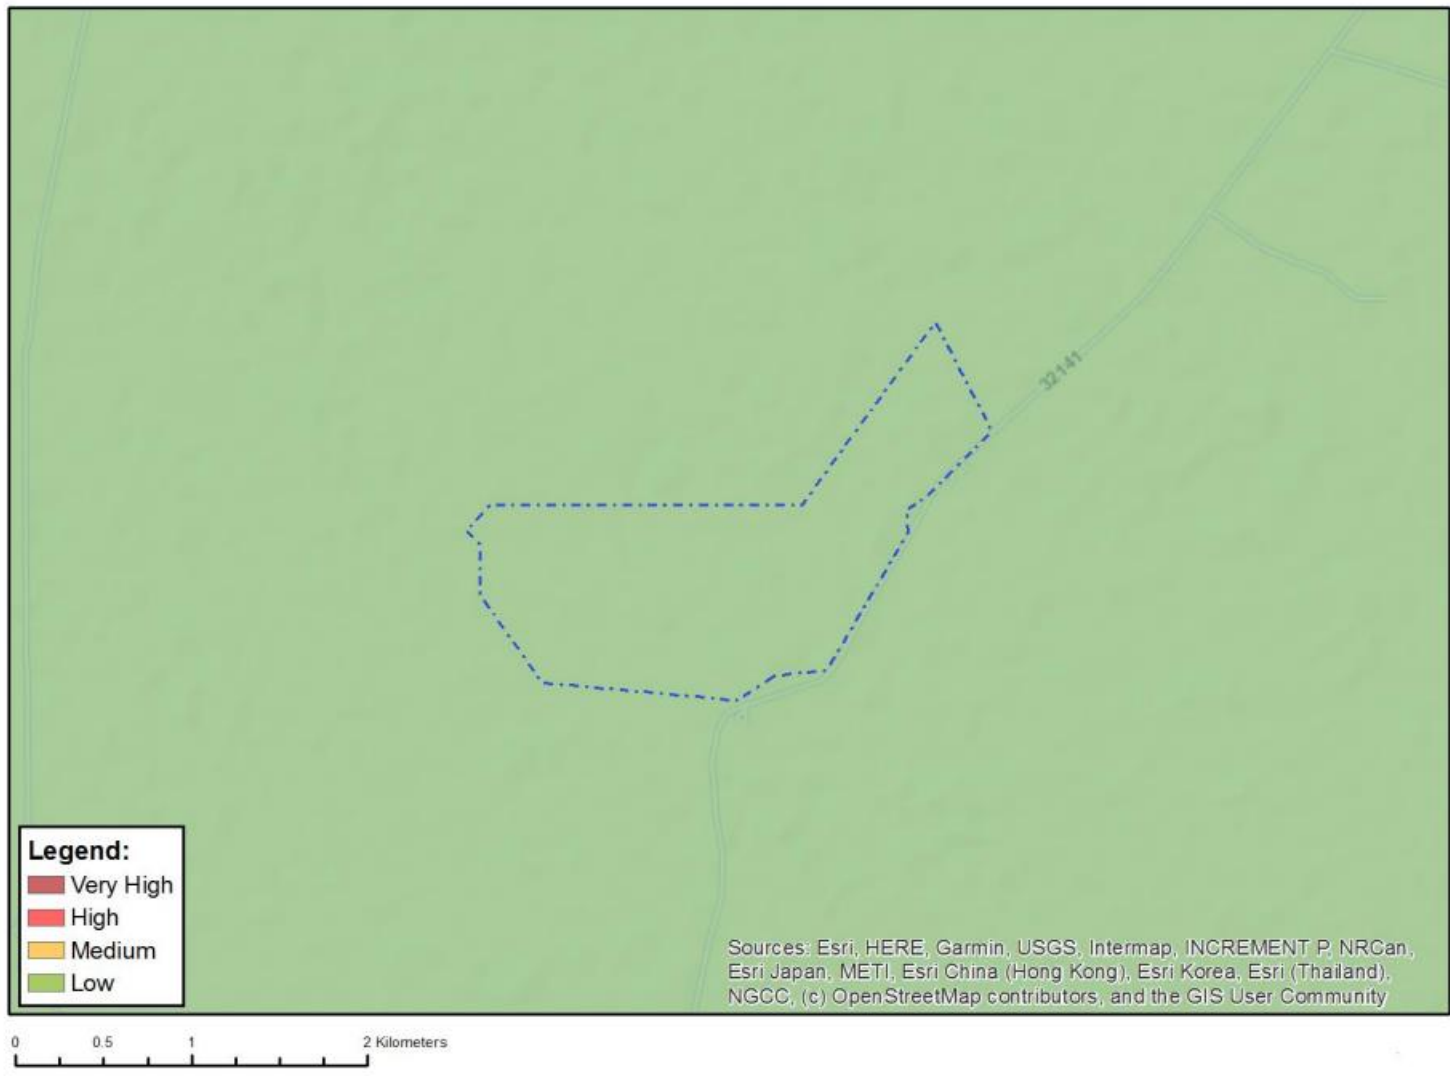 32141
Legend:
Very High
High
Medium
Low
Sources: Esri, HERE, Garmin, USGS, Intermap, INCREMENT P, NRCan,
Esri Japan, METI, Esri China (Hong Kong), Esri Korea, Esri (Thailand),
NGCC, (c) OpenStreetMap contributors, and the GIS User Community
0 0.5 1 2 Kilometers